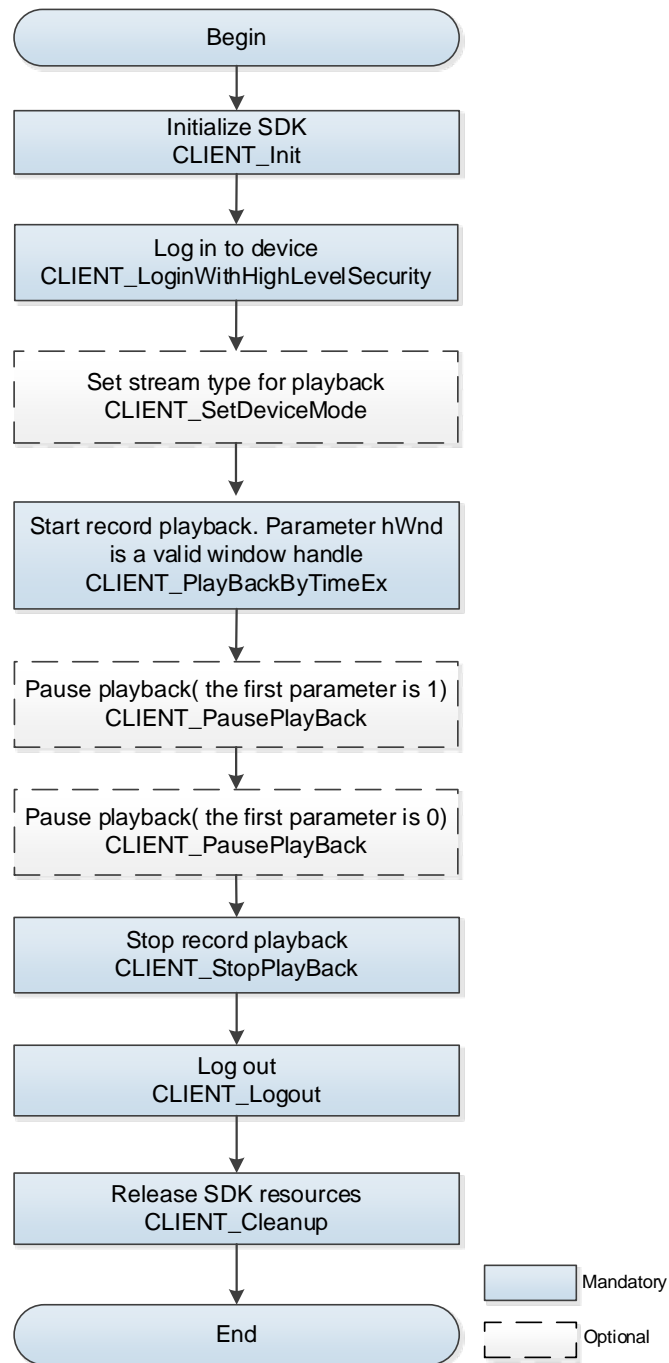 Begin
Initialize SDK
CLIENT_Init
Log in to device
CLIENT_LoginWithHighLevelSecurity
Set stream type for playback
CLIENT_SetDeviceMode
Start record playback. Parameter hWnd
is a valid window handle
CLIENT_PlayBackByTimeEx
Pause playback( the first parameter is 1)
CLIENT_PausePlayBack
Pause playback( the first parameter is 0)
CLIENT_PausePlayBack
Stop record playback
CLIENT_StopPlayBack
Log out
CLIENT_Logout
Release SDK resources
CLIENT_Cleanup
End
Mandatory
Optional